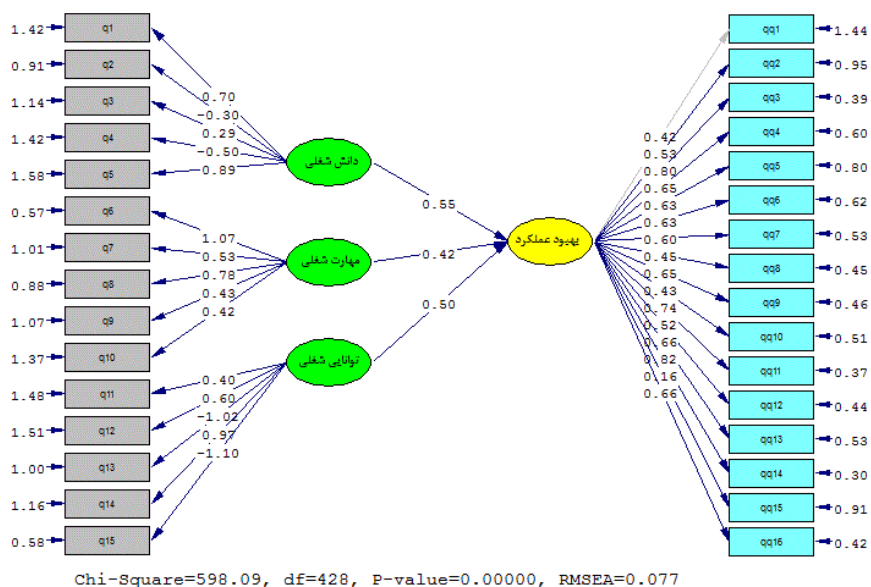 1.42 q1
0.91 q2
1.14 q3
1.42 q4
1.58 q5
0.57 q6
1.01 q7
0.88 q8
1.07 q9
1.37 q10
1.48 q11
1.51 q12
1.00 q13
1.16 q14
0.58 q15
0.70
-0.30
0.29
-0.50
0.89
1.07
0.53
0.78
0.43
0.42
0.40
0.60
-1.02
0.97
-1.10
دانش شغلی
مهارت شغلی
توانایی شغلی
0.55
0.42
0.50
بهبود عملکرد
0.42
0.53
0.80
0.65
0.63
0.63
0.60
0.45
0.65
0.43
0.74
0.52
0.66
0.82
0.16
0.66
qq1 1.44
qq2 0.95
qq3 0.39
qq4 0.60
qq5 0.80
qq6 0.62
qq7 0.53
qq8 0.45
qq9 0.46
qq10 0.51
qq11 0.37
qq12 0.44
qq13 0.53
qq14 0.30
qq15 0.91
qq16 0.42
Chi-Square=598.09, df=428, P-value=0.00000, RMSEA=0.077